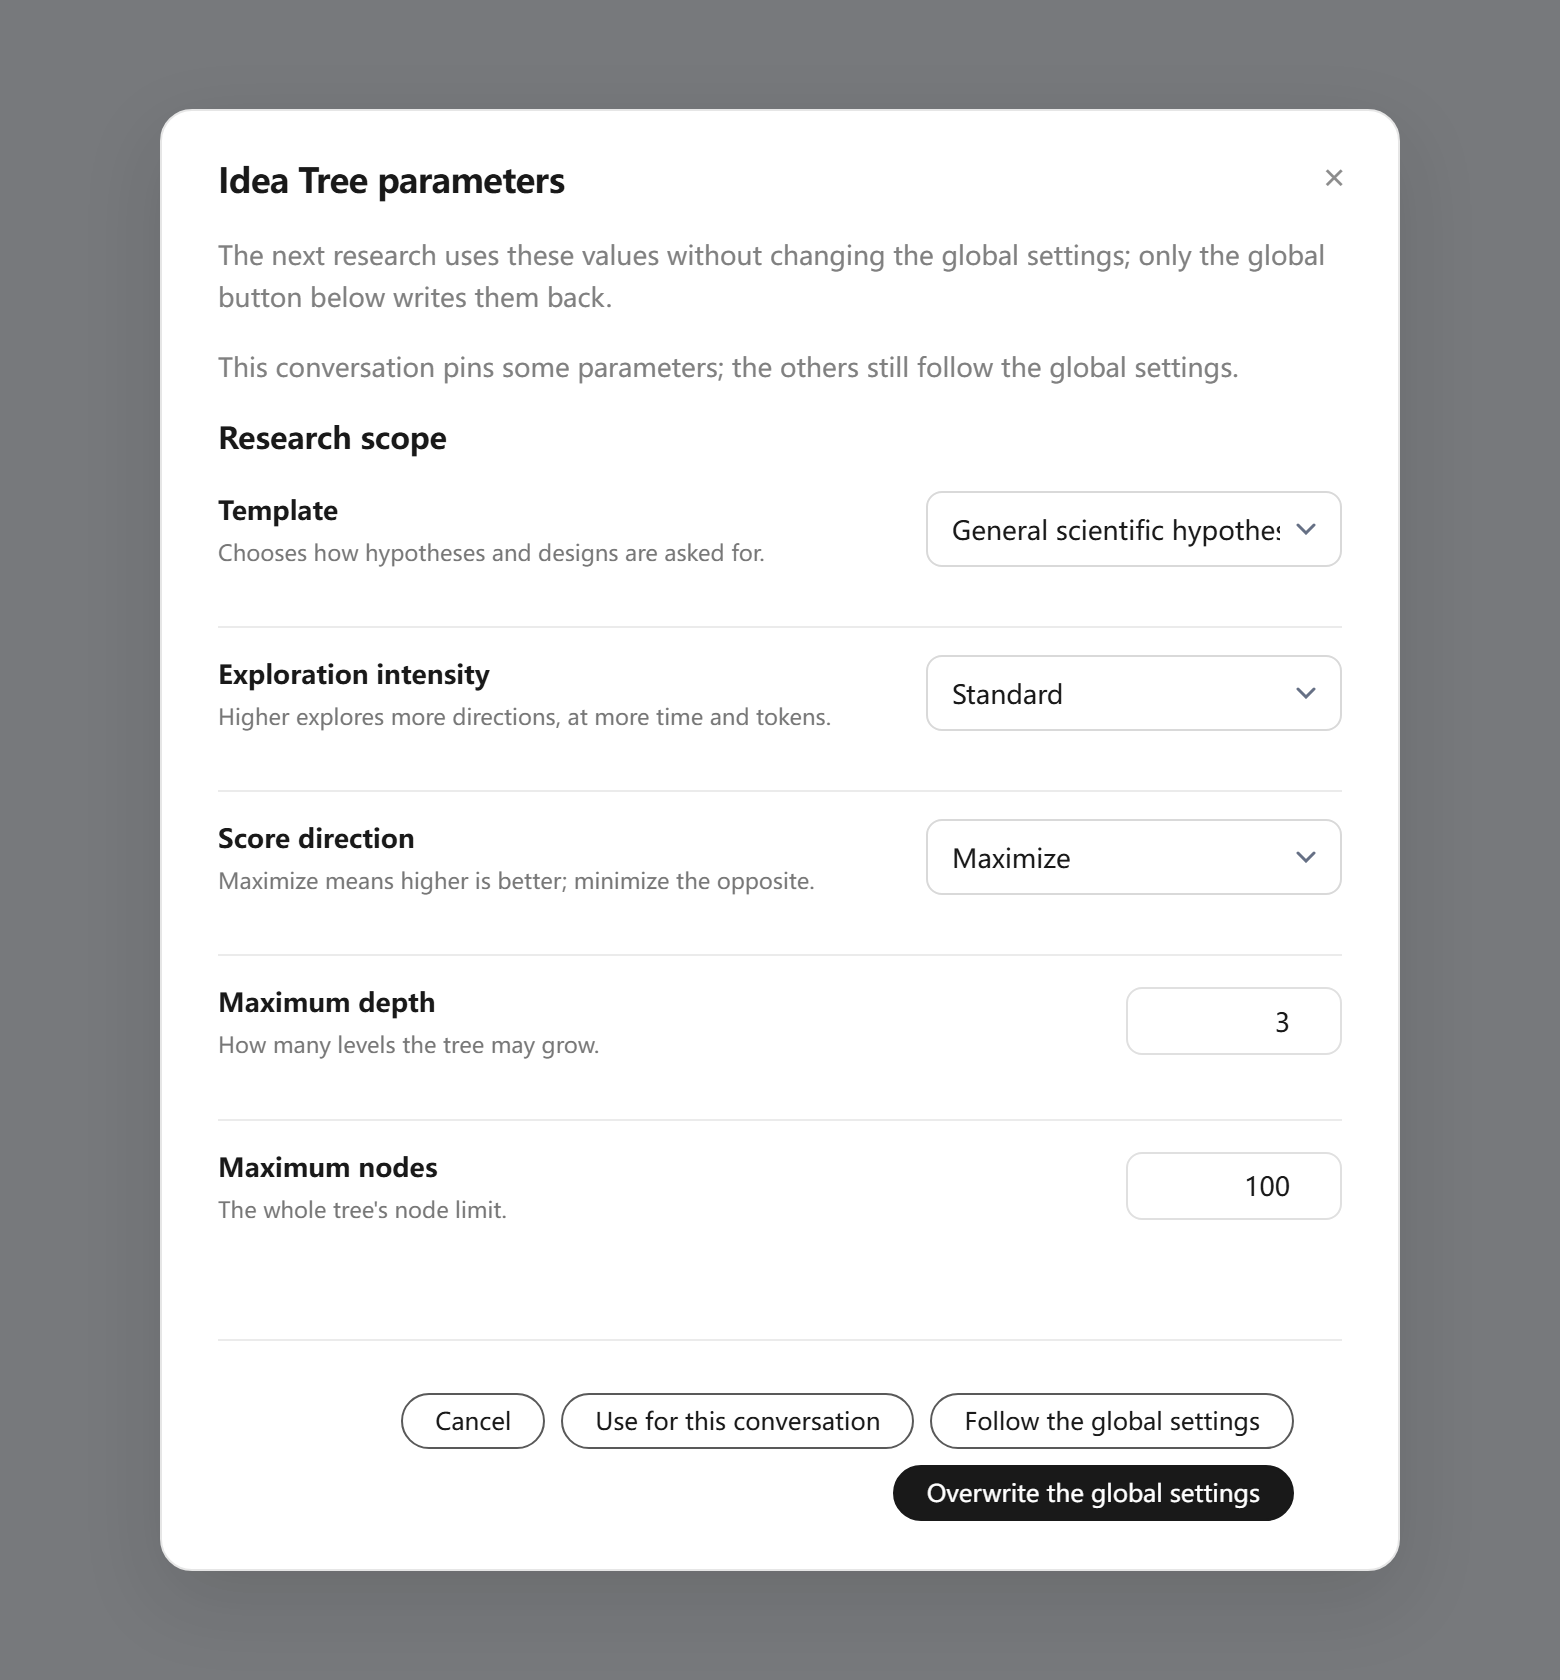 Idea Tree parameters
The next research uses these values without changing the global settings; only the global
button below writes them back.
This conversation pins some parameters; the others still follow the global settings.
Research scope
Template
General scientific hypothes
Chooses how hypotheses and designs are asked for.
Exploration intensity
Standard
Higher explores more directions, at more time and tokens.
Score direction
Maximize
Maximize means higher is better; minimize the opposite.
Maximum depth
3
How many levels the tree may grow.
Maximum nodes
100
The whole tree's node limit.
Cancel
Use for this conversation
Follow the global settings
Overwrite the global settings